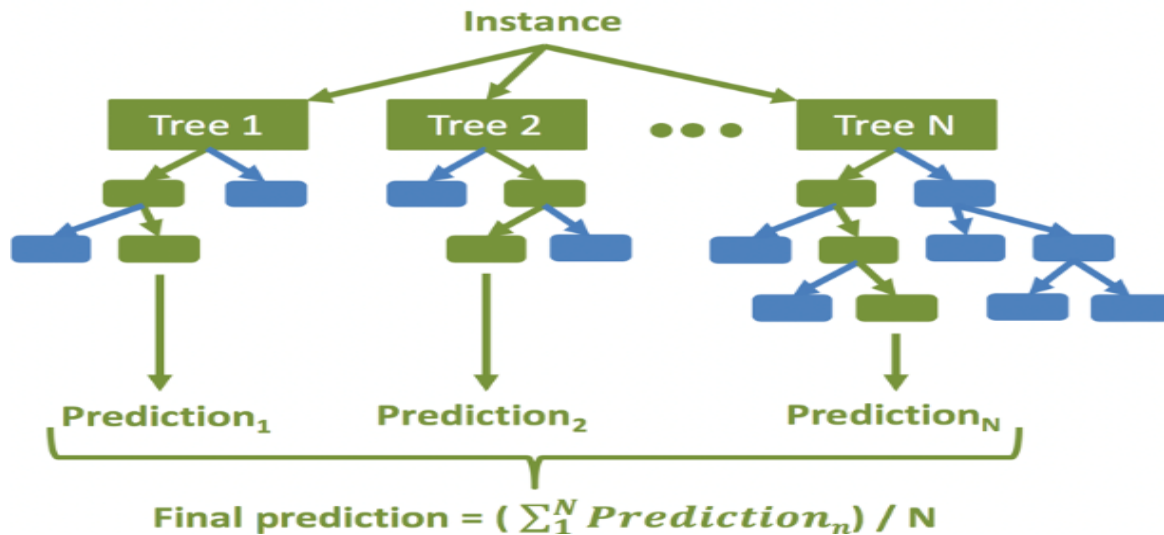 Instance
Tree 1 Tree 2 ••• Tree N
Prediction₁ Prediction₂ Prediction_N
Final prediction = ( ∑₁ᴺ Predictionₙ) / N